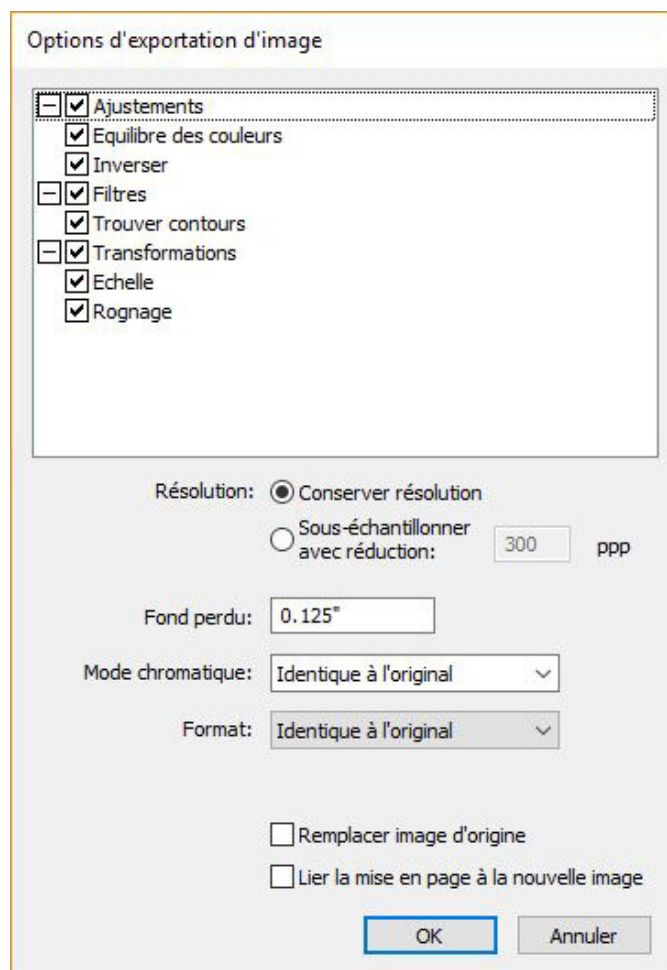 Options d'exportation d'image
Ajustements
Equilibre des couleurs
Inverser
Filtres
Trouver contours
Transformations
Echelle
Rognage
Résolution: Conserver résolution
Sous-échantillonner
avec réduction: 300 ppp
Fond perdu: 0.125"
Mode chromatique: Identique à l'original
Format: Identique à l'original
Remplacer image d'origine
Lier la mise en page à la nouvelle image
OK Annuler